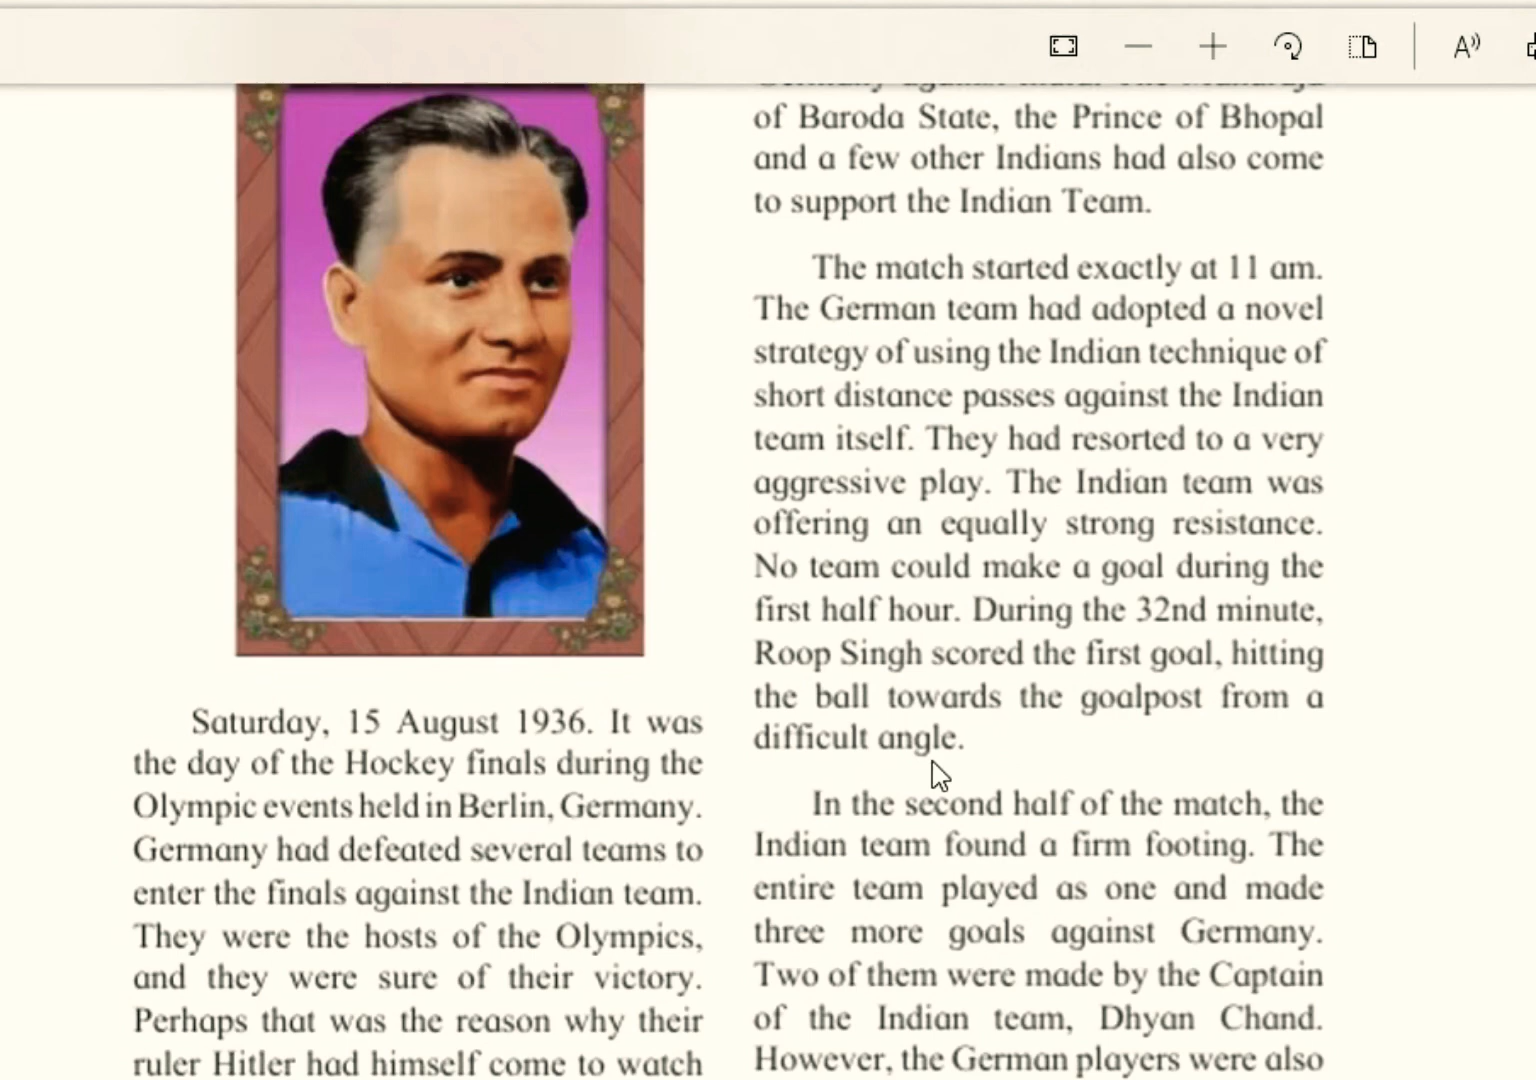 Saturday, 15 August 1936. It was
the day of the Hockey finals during the
Olympic events held in Berlin, Germany.
Germany had defeated several teams to
enter the finals against the Indian team.
They were the hosts of the Olympics,
and they were sure of their victory.
Perhaps that was the reason why their
ruler Hitler had himself come to watch
of Baroda State, the Prince of Bhopal
and a few other Indians had also come
to support the Indian Team.
The match started exactly at 11 am.
The German team had adopted a novel
strategy of using the Indian technique of
short distance passes against the Indian
team itself. They had resorted to a very
aggressive play. The Indian team was
offering an equally strong resistance.
No team could make a goal during the
first half hour. During the 32nd minute,
Roop Singh scored the first goal, hitting
the ball towards the goalpost from a
difficult angle.
In the second half of the match, the
Indian team found a firm footing. The
entire team played as one and made
three more goals against Germany.
Two of them were made by the Captain
of the Indian team, Dhyan Chand.
However, the German players were also